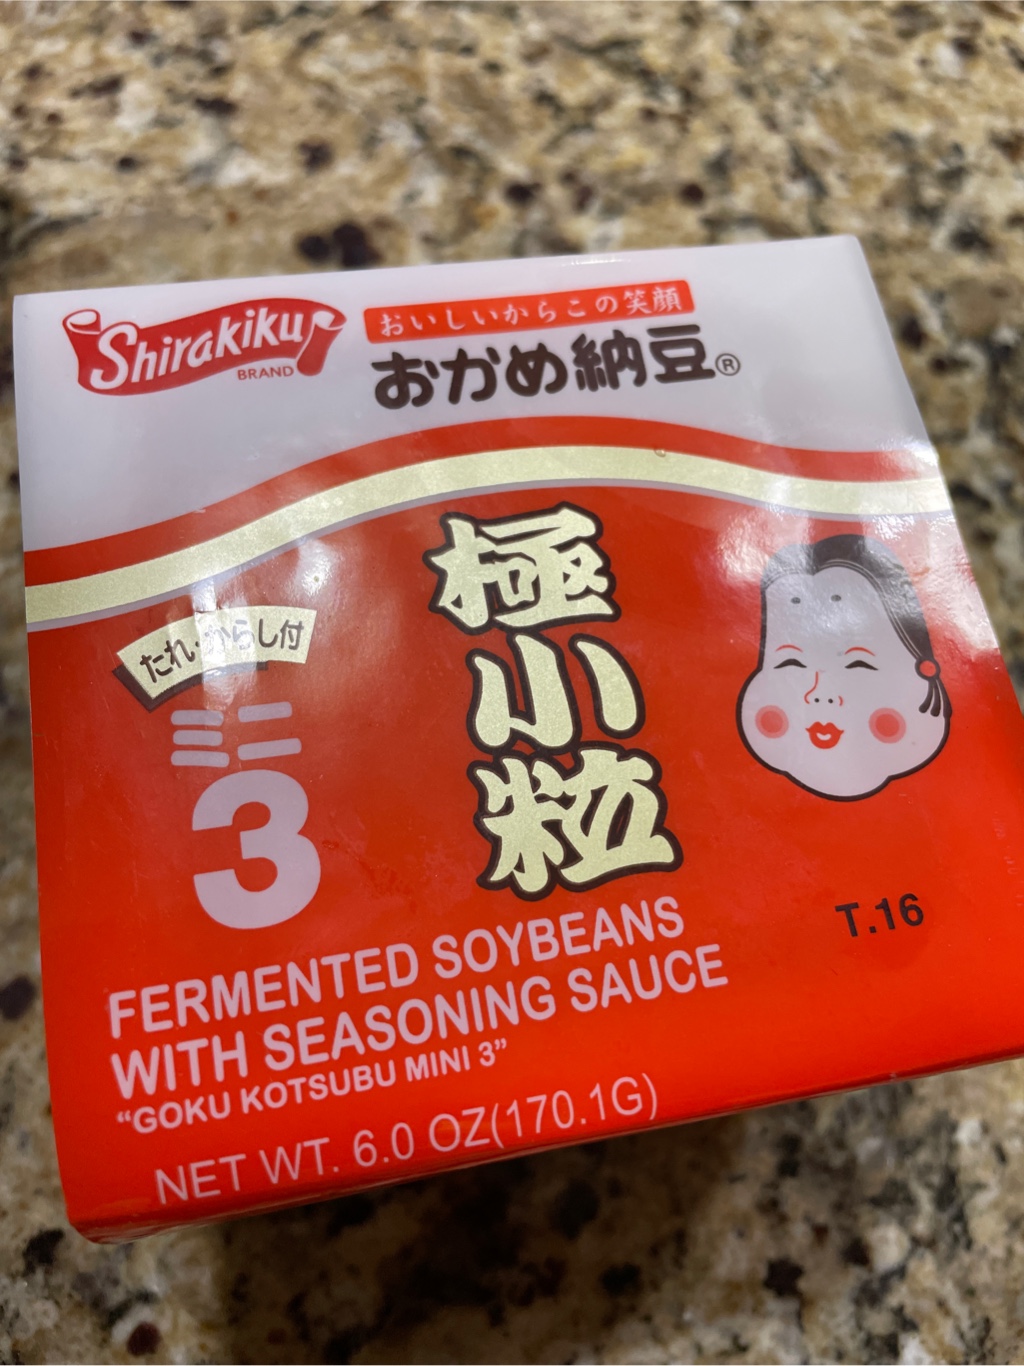 Shirakiku
BRAND
おいしいからこの笑顔
おかめ納豆®
極小粒
たれ・からし付
ミニ
3
T.16
FERMENTED SOYBEANS
WITH SEASONING SAUCE
“GOKU KOTSUBU MINI 3”
NET WT. 6.0 OZ(170.1G)